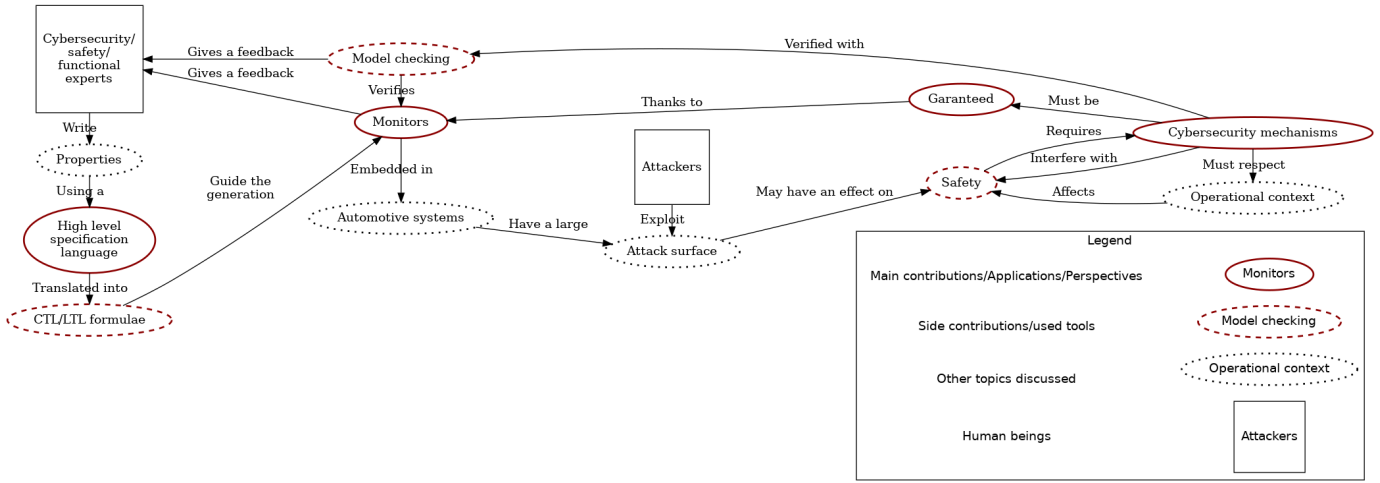 Cybersecurity/
safety/
functional
experts
Gives a feedback
Gives a feedback
Model checking
Verified with
Verifies
Monitors
Thanks to
Garanteed
Must be
Cybersecurity mechanisms
Write
Properties
Using a
High level
specification
language
Translated into
CTL/LTL formulae
Guide the
generation
Embedded in
Automotive systems
Have a large
Attackers
Exploit
Attack surface
May have an effect on
Requires
Interfere with
Safety
Must respect
Affects
Operational context
Legend
Main contributions/Applications/Perspectives
Monitors
Side contributions/used tools
Model checking
Other topics discussed
Operational context
Human beings
Attackers